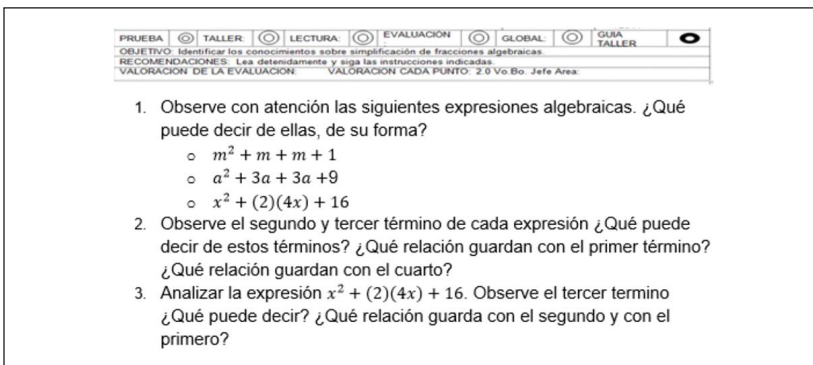 PRUEBA TALLER: LECTURA: EVALUACIÓN : GLOBAL: GUIA TALLER
OBJETIVO: Identificar los conocimientos sobre simplificación de fracciones algebraicas.
RECOMENDACIONES: Lea detenidamente y siga las instrucciones indicadas.
VALORACION DE LA EVALUACION: VALORACION CADA PUNTO: 2.0 Vo.Bo. Jefe Area:
1. Observe con atención las siguientes expresiones algebraicas. ¿Qué
puede decir de ellas, de su forma?
○ m² + m + m + 1
○ a² + 3a + 3a +9
○ x² + (2)(4x) + 16
2. Observe el segundo y tercer término de cada expresión ¿Qué puede
decir de estos términos? ¿Qué relación guardan con el primer término?
¿Qué relación guardan con el cuarto?
3. Analizar la expresión x² + (2)(4x) + 16. Observe el tercer termino
¿Qué puede decir? ¿Qué relación guarda con el segundo y con el
primero?